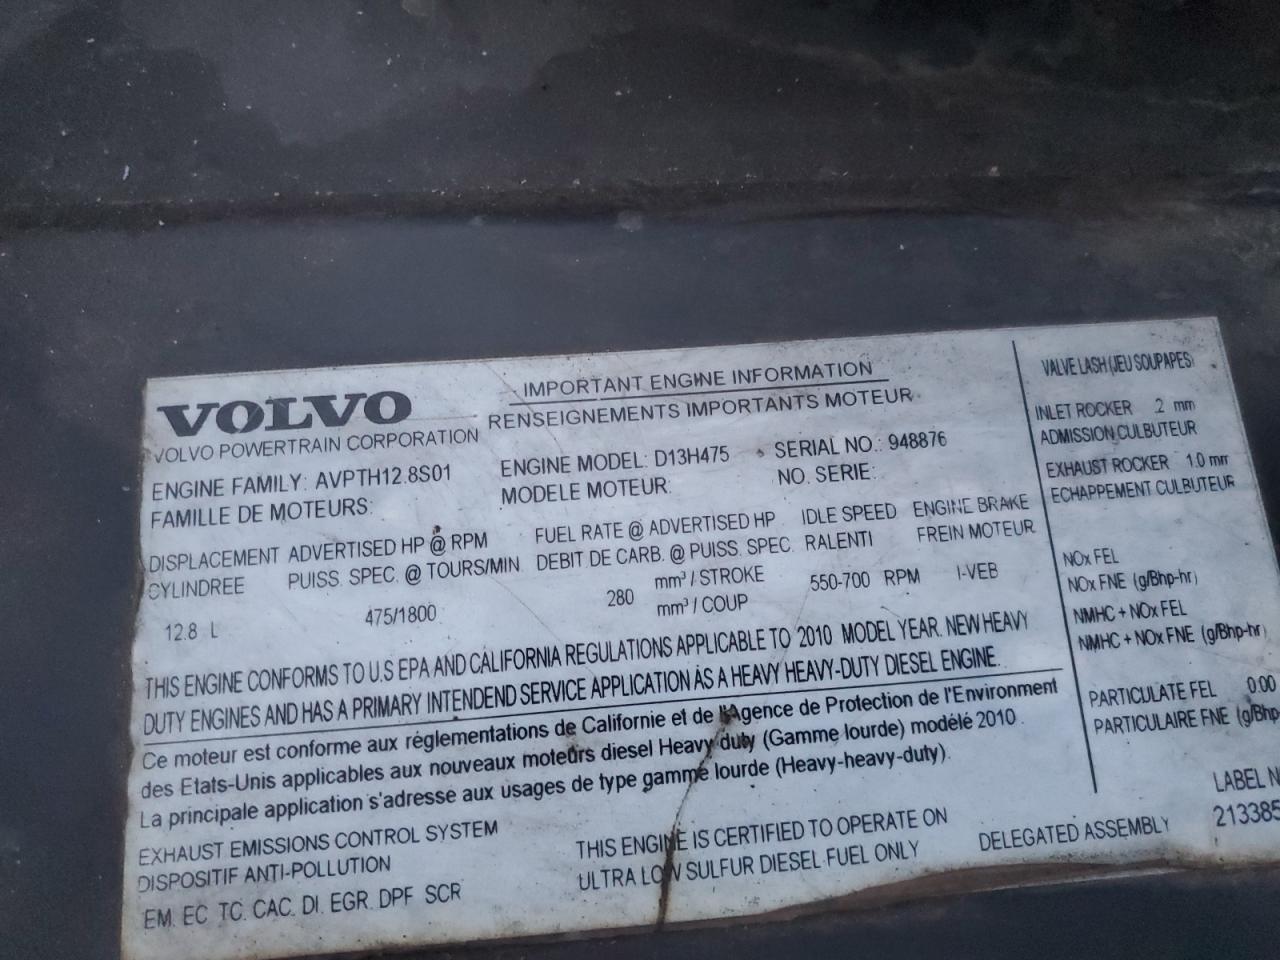 VOLVO
VOLVO POWERTRAIN CORPORATION
IMPORTANT ENGINE INFORMATION
RENSEIGNEMENTS IMPORTANTS MOTEUR
ENGINE FAMILY: AVPTH12.8S01
FAMILLE DE MOTEURS:
ENGINE MODEL: D13H475
MODELE MOTEUR:
SERIAL NO.: 948876
NO. SERIE:
DISPLACEMENT
CYLINDREE
12.8 L
ADVERTISED HP @ RPM
PUISS. SPEC. @ TOURS/MIN
475/1800
FUEL RATE @ ADVERTISED HP
DEBIT DE CARB. @ PUISS. SPEC.
280 mm³ / STROKE
mm³ / COUP
IDLE SPEED
RALENTI
550-700 RPM
ENGINE BRAKE
FREIN MOTEUR
I-VEB
THIS ENGINE CONFORMS TO U.S EPA AND CALIFORNIA REGULATIONS APPLICABLE TO 2010 MODEL YEAR. NEW HEAVY
DUTY ENGINES AND HAS A PRIMARY INTENDEND SERVICE APPLICATION AS A HEAVY HEAVY-DUTY DIESEL ENGINE.
Ce moteur est conforme aux réglementations de Californie et de l'Agence de Protection de l'Environment
des Etats-Unis applicables aux nouveaux moteurs diesel Heavy duty (Gamme lourde) modélé 2010.
La principale application s'adresse aux usages de type gamme lourde (Heavy-heavy-duty).
EXHAUST EMISSIONS CONTROL SYSTEM
DISPOSITIF ANTI-POLLUTION
EM. EC TC. CAC. DI. EGR. DPF SCR
THIS ENGINE IS CERTIFIED TO OPERATE ON
ULTRA LOW SULFUR DIESEL FUEL ONLY
DELEGATED ASSEMBLY
VALVE LASH (JEU SOUPAPES)
INLET ROCKER .2 mm
ADMISSION CULBUTEUR
EXHAUST ROCKER 1.0 mm
ECHAPPEMENT CULBUTEUR
NOx FEL
NOx FNE (g/Bhp-hr)
NMHC + NOx FEL
NMHC + NOx FNE (g/Bhp-hr)
PARTICULATE FEL 0.00
PARTICULAIRE FNE (g/Bhp
LABEL N
213385